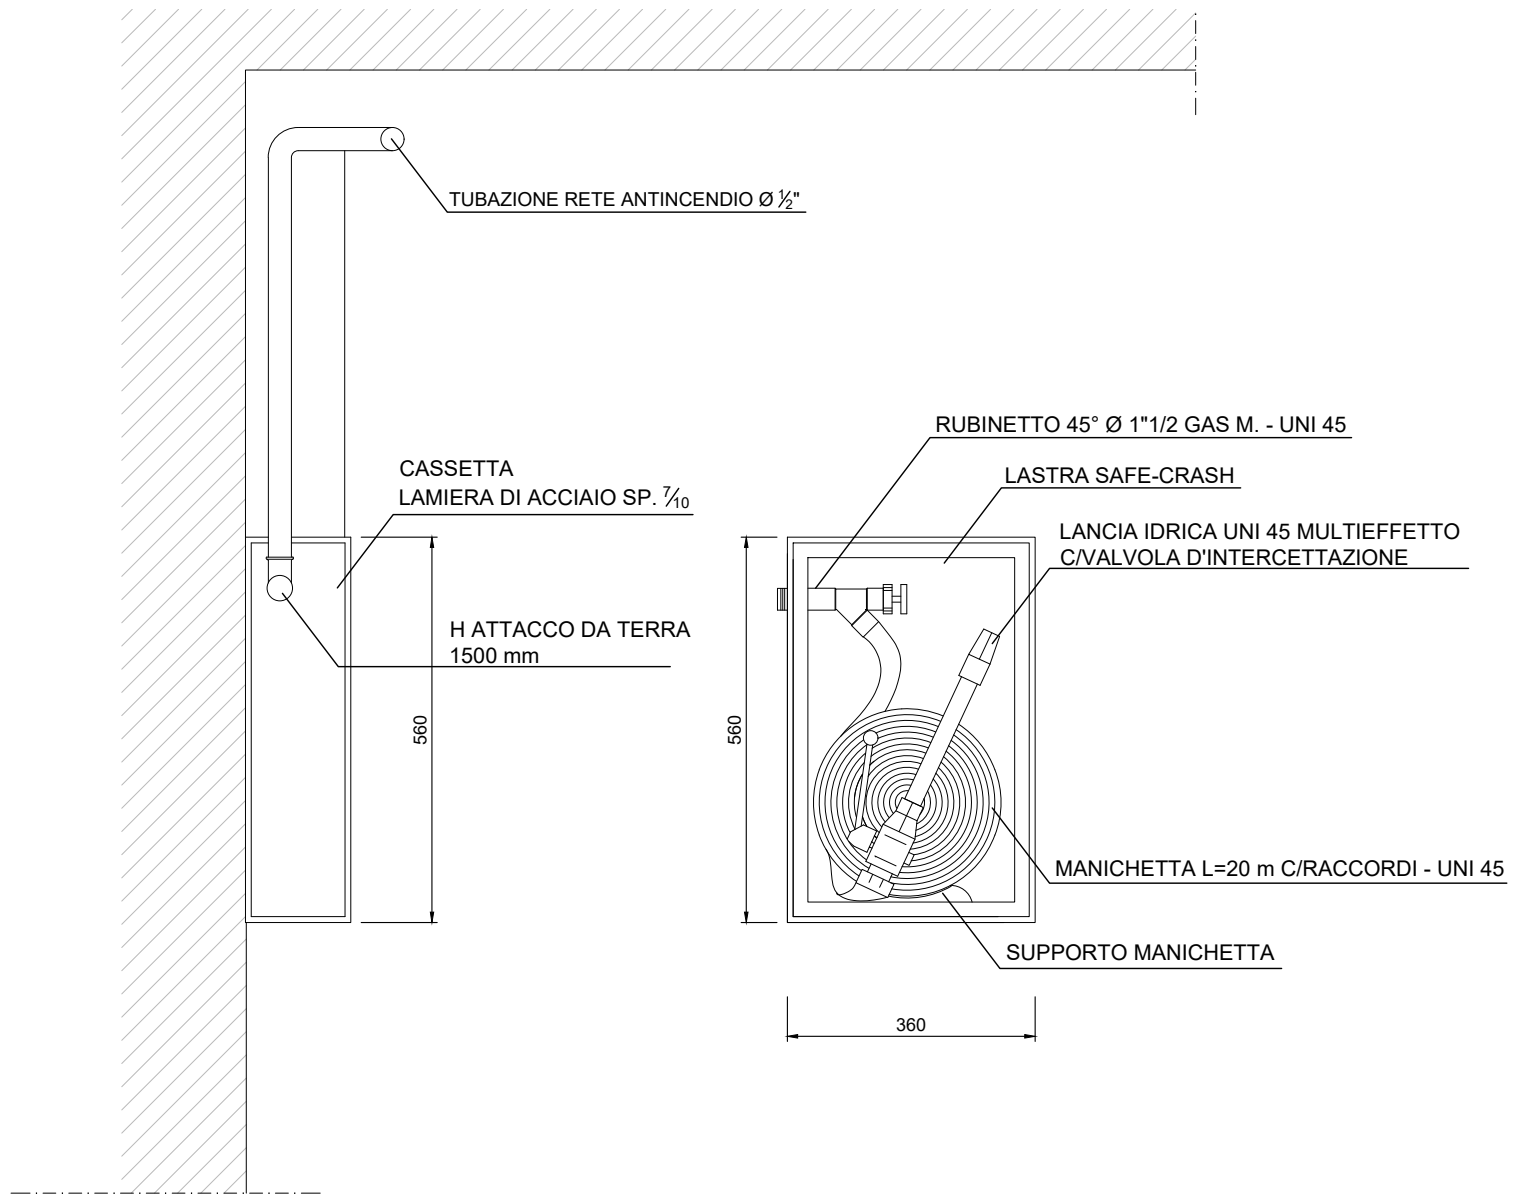 TUBAZIONE RETE ANTINCENDIO Ø ½"
RUBINETTO 45° Ø 1"1/2 GAS M. - UNI 45
CASSETTA
LAMIERA DI ACCIAIO SP. 7/10
LASTRA SAFE-CRASH
LANCIA IDRICA UNI 45 MULTIEFFETTO
C/VALVOLA D'INTERCETTAZIONE
H ATTACCO DA TERRA
1500 mm
560
560
MANICHETTA L=20 m C/RACCORDI - UNI 45
SUPPORTO MANICHETTA
360